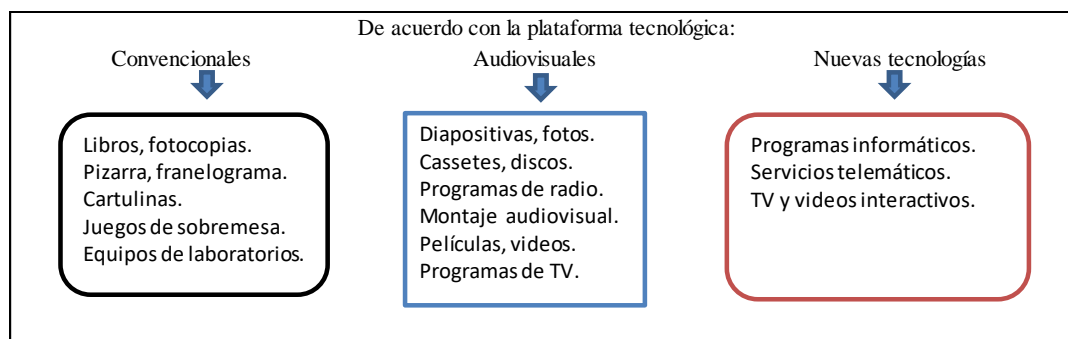 De acuerdo con la plataforma tecnológica:
Convencionales
Audiovisuales
Nuevas tecnologías
Libros, fotocopias.
Pizarra, franelograma.
Cartulinas.
Juegos de sobremesa.
Equipos de laboratorios.
Diapositivas, fotos.
Cassetes, discos.
Programas de radio.
Montaje audiovisual.
Películas, videos.
Programas de TV.
Programas informáticos.
Servicios telemáticos.
TV y videos interactivos.